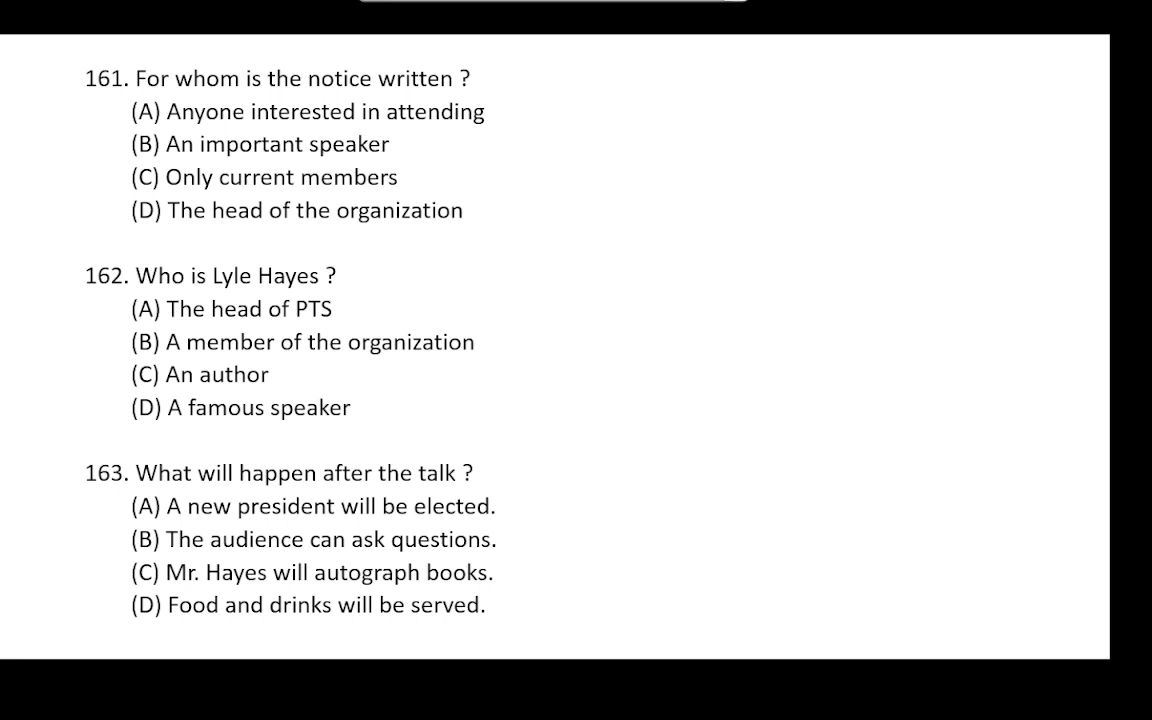 161. For whom is the notice written ?
(A) Anyone interested in attending
(B) An important speaker
(C) Only current members
(D) The head of the organization
162. Who is Lyle Hayes ?
(A) The head of PTS
(B) A member of the organization
(C) An author
(D) A famous speaker
163. What will happen after the talk ?
(A) A new president will be elected.
(B) The audience can ask questions.
(C) Mr. Hayes will autograph books.
(D) Food and drinks will be served.